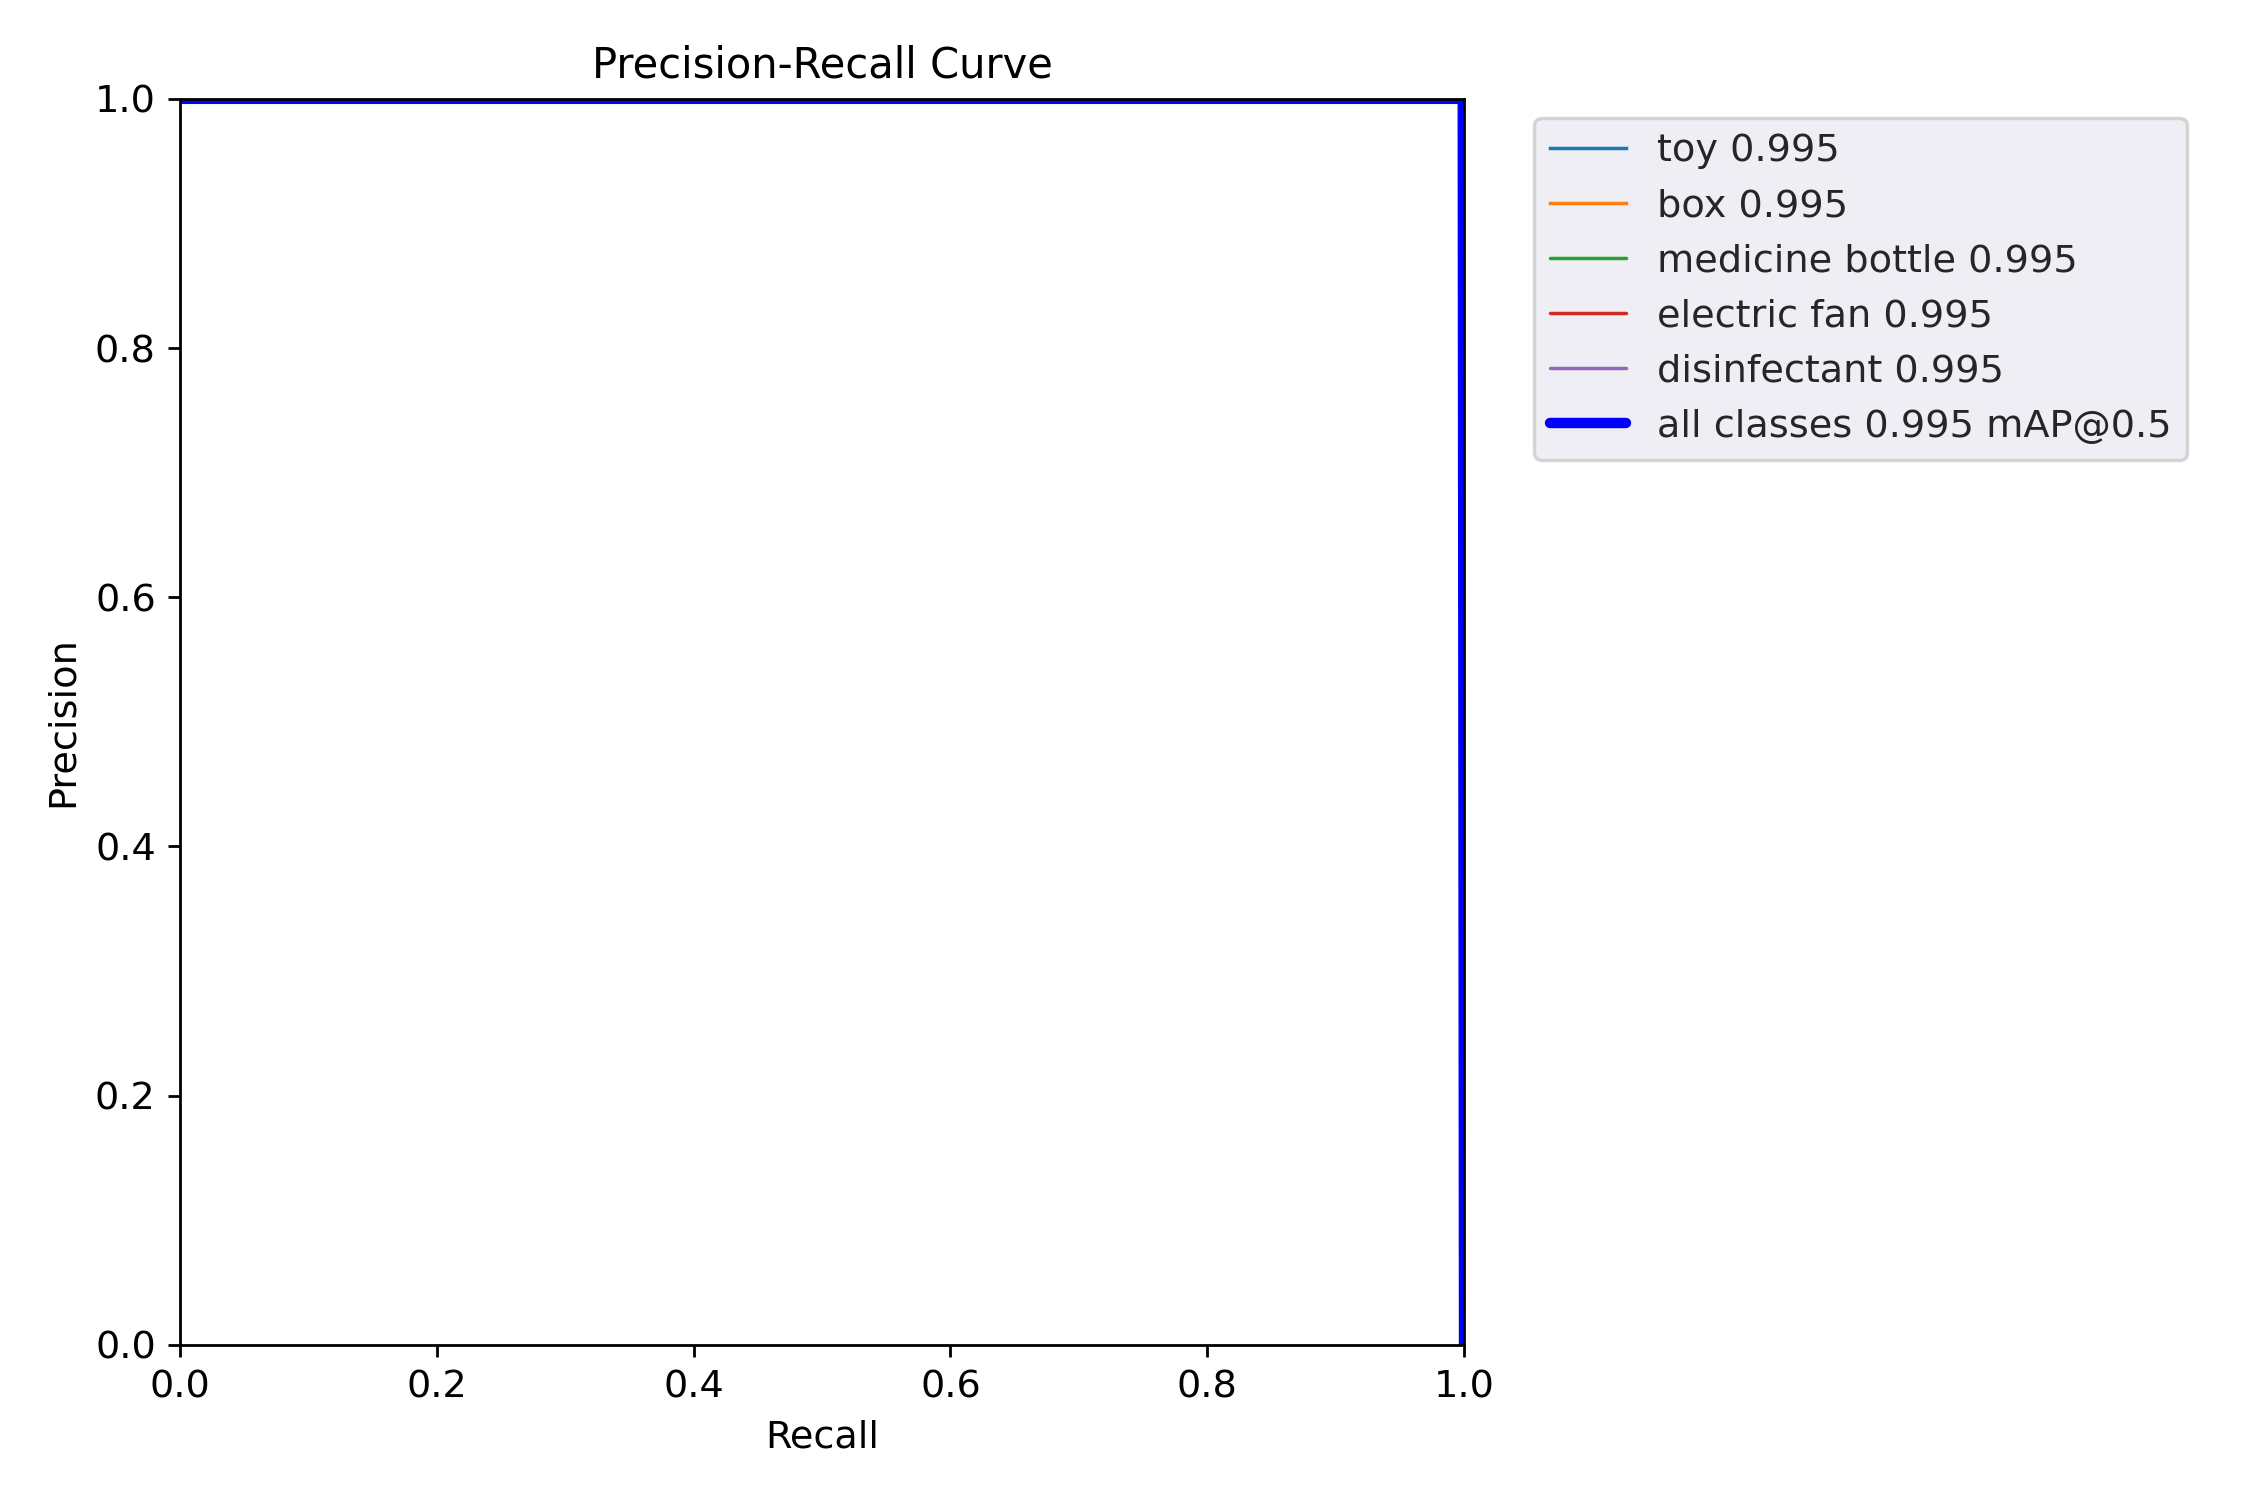 Precision-Recall Curve
1.0
0.8
0.6
0.4
0.2
0.0
Precision
0.0 0.2 0.4 0.6 0.8 1.0
Recall
toy 0.995
box 0.995
medicine bottle 0.995
electric fan 0.995
disinfectant 0.995
all classes 0.995 mAP@0.5